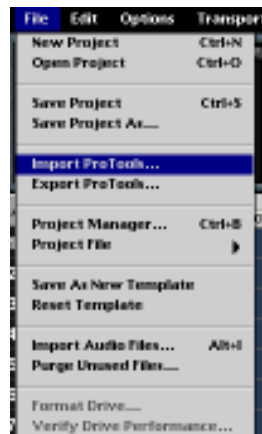 File Edit Options Transpor
New Project Ctrl+N
Open Project Ctrl+O
Save Project Ctrl+S
Save Project As...
Import ProTools...
Export ProTools...
Project Manager... Ctrl+B
Project File
Save As New Template
Reset Template
Import Audio Files... Alt+I
Purge Unused Files...
Format Drive...
Verify Drive Performance...